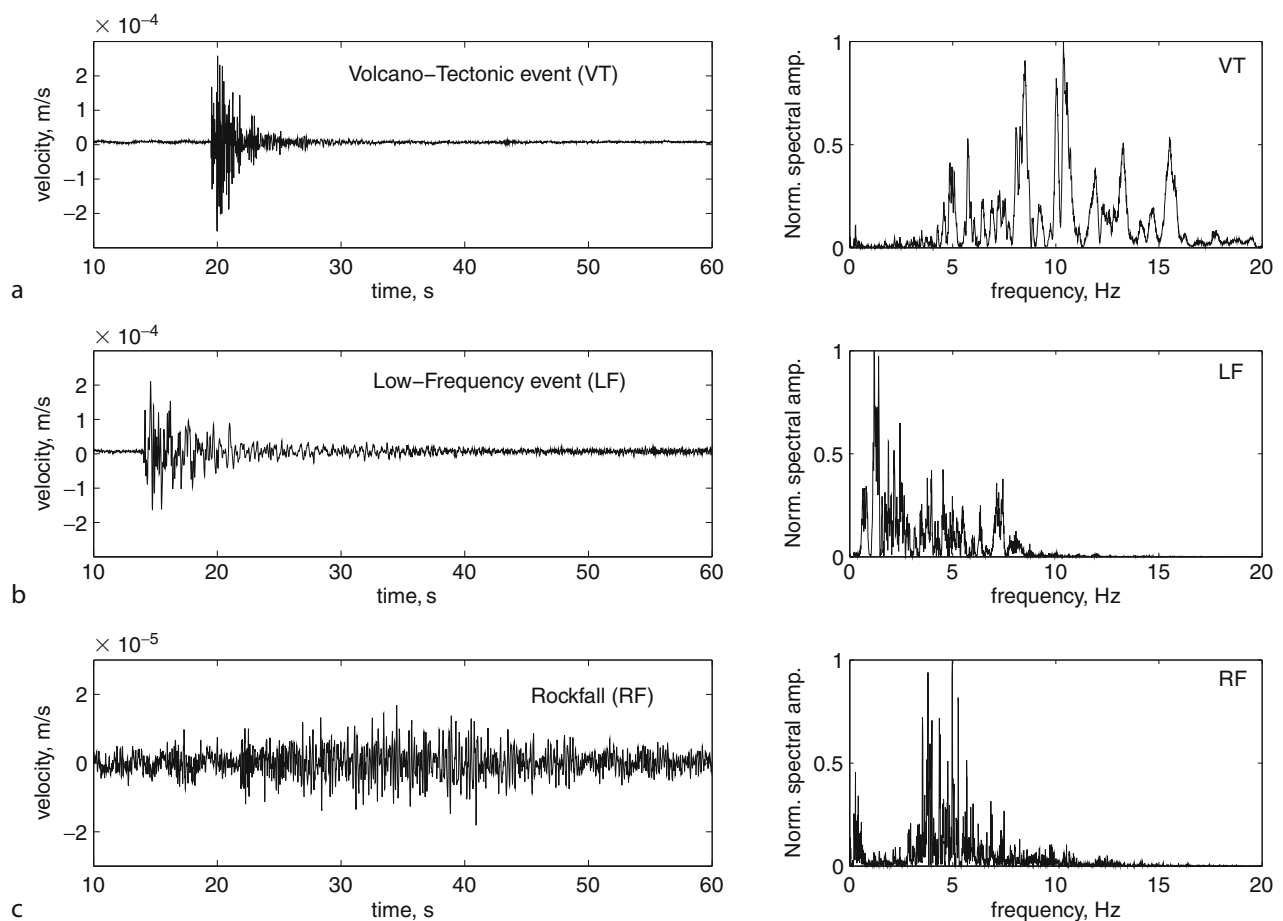 × 10−4
Volcano−Tectonic event (VT)
velocity, m/s
2
1
0
−1
−2
10 20 30 40 50 60
time, s
a
VT
Norm. spectral amp.
1
0.5
0
0 5 10 15 20
frequency, Hz
× 10−4
Low−Frequency event (LF)
velocity, m/s
2
1
0
−1
−2
10 20 30 40 50 60
time, s
b
LF
Norm. spectral amp.
1
0.5
0
0 5 10 15 20
frequency, Hz
× 10−5
Rockfall (RF)
velocity, m/s
2
0
−2
10 20 30 40 50 60
time, s
c
RF
Norm. spectral amp.
1
0.5
0
0 5 10 15 20
frequency, Hz